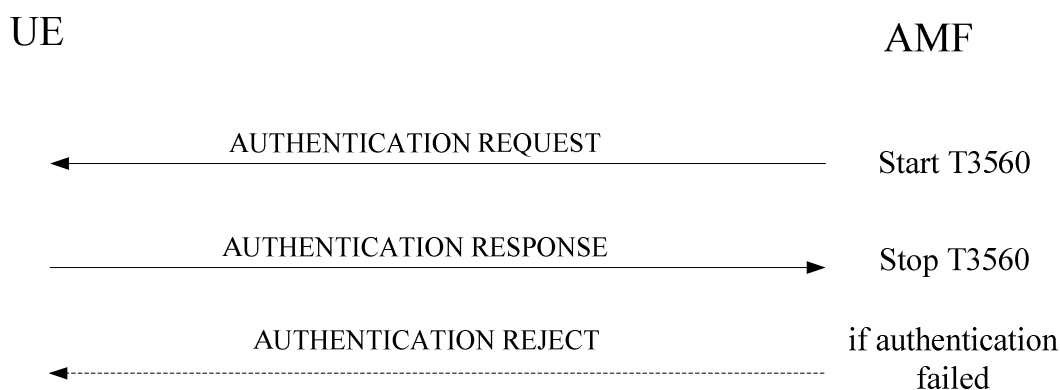 UE
AMF
AUTHENTICATION REQUEST
Start T3560
AUTHENTICATION RESPONSE
Stop T3560
AUTHENTICATION REJECT
if authentication
failed